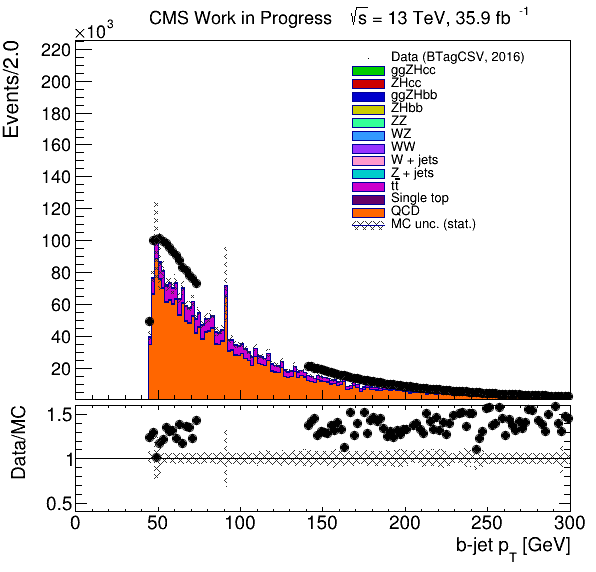 CMS Work in Progress √s = 13 TeV, 35.9 fb⁻¹
×10³
Events/2.0
220
200
180
160
140
120
100
80
60
40
20
Data (BTagCSV, 2016)
ggZHcc
ZHcc
ggZHbb
ZHbb
ZZ
WZ
WW
W + jets
Z + jets
tt̅
Single top
QCD
MC unc. (stat.)
Data/MC
1.5
1
0.5
0 50 100 150 200 250 300
b-jet p_T [GeV]